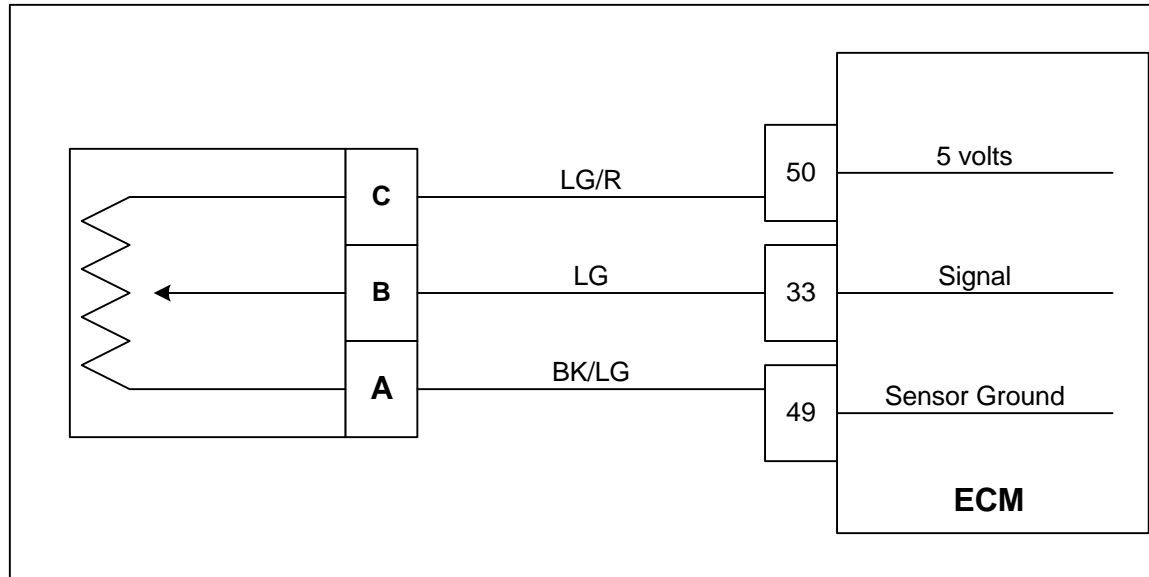 C
LG/R
50
5 volts
B
LG
33
Signal
A
BK/LG
49
Sensor Ground
ECM